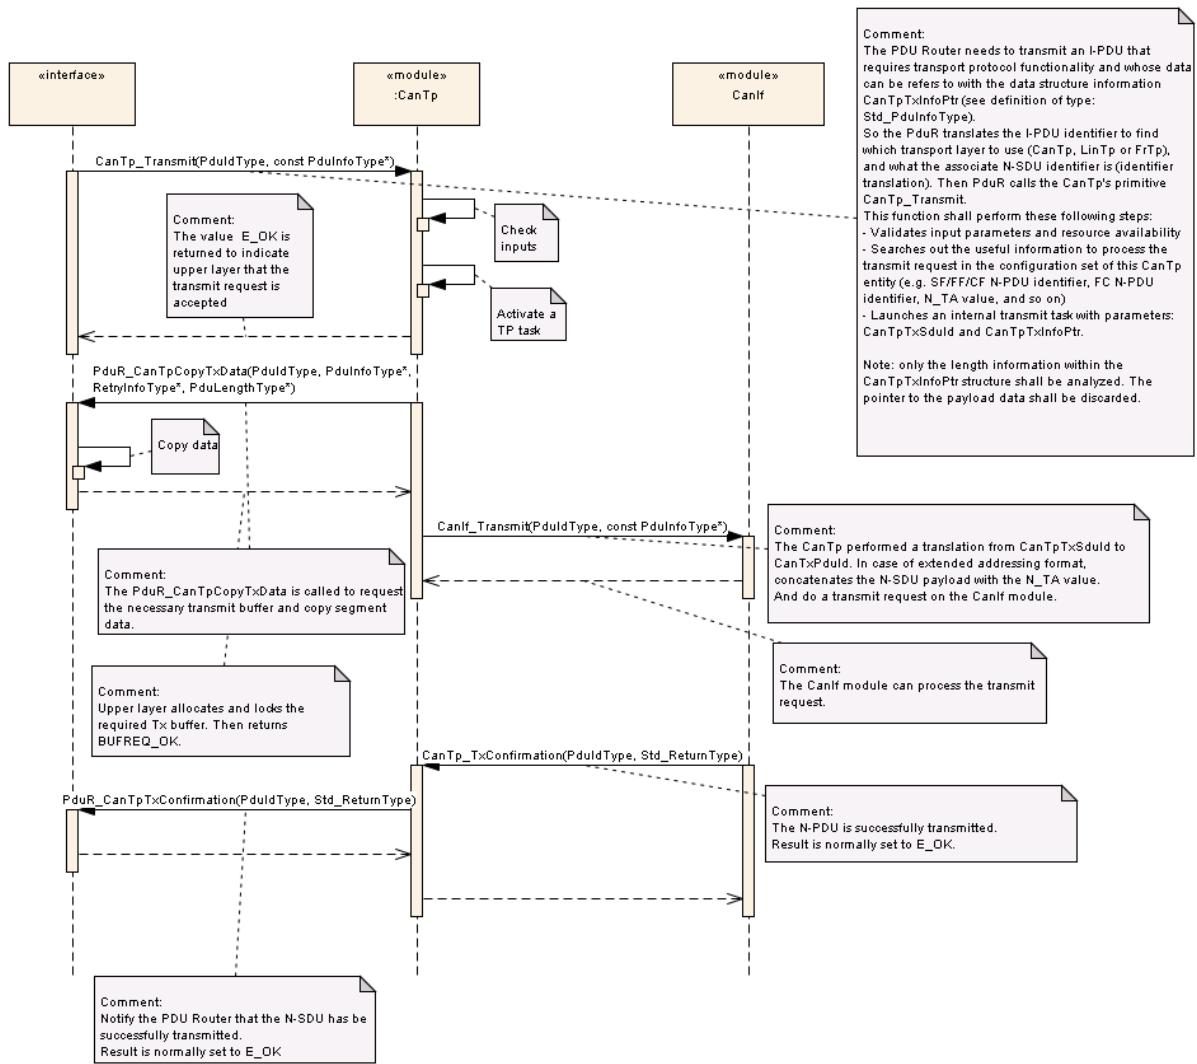 Comment:
The PDU Router needs to transmit an I-PDU that
requires transport protocol functionality and whose data
can be refers to with the data structure information
CanTpTxInfoPtr (see definition of type:
Std_PduInfoType).
So the PduR translates the I-PDU identifier to find
which transport layer to use (CanTp, LinTp or FrTp),
and what the associate N-SDU identifier is (identifier
translation). Then PduR calls the CanTp's primitive
CanTp_Transmit.
This function shall perform these following steps:
- Validates input parameters and resource availability
- Searches out the useful information to process the
transmit request in the configuration set of this CanTp
entity (e.g. SF/FF/CF N-PDU identifier, FC N-PDU
identifier, N_TA value, and so on)
- Launches an internal transmit task with parameters:
CanTpTxSduId and CanTpTxInfoPtr.
Note: only the length information within the
CanTpTxInfoPtr structure shall be analyzed. The
pointer to the payload data shall be discarded.
«interface»
«module»
:CanTp
«module»
CanIf
CanTp_Transmit(PduIdType, const PduInfoType*)
Comment:
The value E_OK is
returned to indicate
upper layer that the
transmit request is
accepted
Check
inputs
Activate a
TP task
PduR_CanTpCopyTxData(PduIdType, PduInfoType*,
RetryInfoType*, PduLengthType*)
Copy data
CanIf_Transmit(PduIdType, const PduInfoType*)
Comment:
The CanTp performed a translation from CanTpTxSduId to
CanTxPduId. In case of extended addressing format,
concatenates the N-SDU payload with the N_TA value.
And do a transmit request on the CanIf module.
Comment:
The PduR_CanTpCopyTxData is called to request
the necessary transmit buffer and copy segment
data.
Comment:
The CanIf module can process the transmit
request.
Comment:
Upper layer allocates and locks the
required Tx buffer. Then returns
BUFREQ_OK.
CanTp_TxConfirmation(PduIdType, Std_ReturnType)
PduR_CanTpTxConfirmation(PduIdType, Std_ReturnType)
Comment:
The N-PDU is successfully transmitted.
Result is normally set to E_OK.
Comment:
Notify the PDU Router that the N-SDU has be
successfully transmitted.
Result is normally set to E_OK